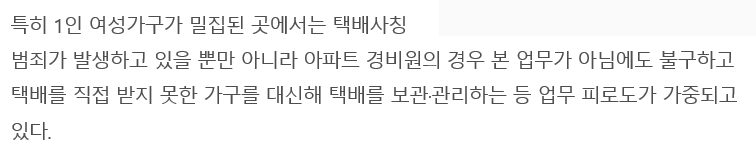 특히 1인 여성가구가 밀집된 곳에서는 택배사칭
범죄가 발생하고 있을 뿐만 아니라 아파트 경비원의 경우 본 업무가 아님에도 불구하고
택배를 직접 받지 못한 가구를 대신해 택배를 보관·관리하는 등 업무 피로도가 가중되고
있다.